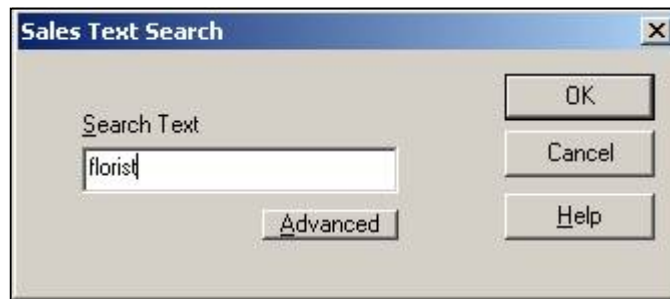 Sales Text Search
Search Text
florist
Advanced
OK
Cancel
Help